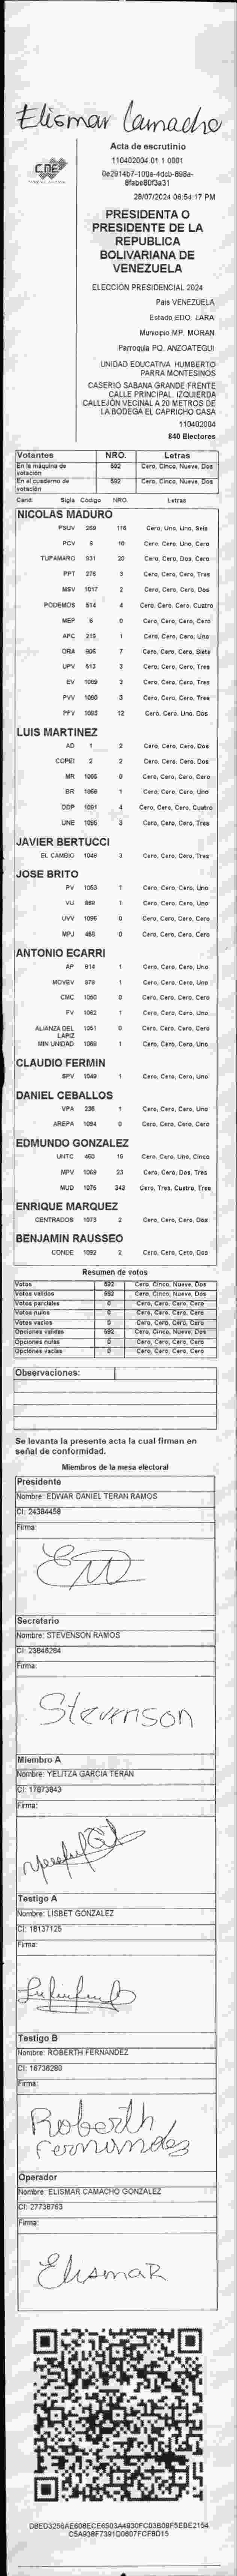 Elismar Camacho
CNE
Acta de escrutinio
110402004.01.1.0001
28/07/2024 06:54:17 PM
PRESIDENTA O
PRESIDENTE DE LA
REPUBLICA
BOLIVARIANA DE
VENEZUELA
ELECCIÓN PRESIDENCIAL 2024
País VENEZUELA
Estado EDO. LARA
Municipio MP. MORAN
Parroquia PQ. ANZOATEGUI
UNIDAD EDUCATIVA HUMBERTO
PARRA MONTESINOS
CASERIO SABANA GRANDE FRENTE
CALLE PRINCIPAL. IZQUIERDA
CALLEJÓN VECINAL A 20 METROS DE
LA BODEGA EL CAPRICHO CASA
110402004
840 Electores
Votantes NRO. Letras
En la máquina de votación 592 Cero, Cinco, Nueve, Dos
En el cuaderno de votación 592 Cero, Cinco, Nueve, Dos
Cand. Sigla Código NRO. Letras
NICOLAS MADURO
PSUV 259 116 Cero, Uno, Uno, Seis
PCV 5 10 Cero, Cero, Uno, Cero
TUPAMARO 931 20 Cero, Cero, Dos, Cero
PPT 276 3 Cero, Cero, Cero, Tres
MSV 1017 2 Cero, Cero, Cero, Dos
PODEMOS 514 4 Cero, Cero, Cero, Cuatro
MEP 6 0 Cero, Cero, Cero, Cero
APC 219 1 Cero, Cero, Cero, Uno
ORA 906 7 Cero, Cero, Cero, Siete
UPV 513 3 Cero, Cero, Cero, Tres
EV 1089 3 Cero, Cero, Cero, Tres
PVV 1090 3 Cero, Cero, Cero, Tres
PFV 1083 12 Cero, Cero, Uno, Dos
LUIS MARTINEZ
AD 1 2 Cero, Cero, Cero, Dos
COPEI 2 2 Cero, Cero, Cero, Dos
MR 1066 0 Cero, Cero, Cero, Cero
BR 1068 1 Cero, Cero, Cero, Uno
DDP 1091 4 Cero, Cero, Cero, Cuatro
UNE 1095 3 Cero, Cero, Cero, Tres
JAVIER BERTUCCI
EL CAMBIO 1049 3 Cero, Cero, Cero, Tres
JOSE BRITO
PV 1053 1 Cero, Cero, Cero, Uno
VU 868 1 Cero, Cero, Cero, Uno
UVV 1096 0 Cero, Cero, Cero, Cero
MPJ 455 0 Cero, Cero, Cero, Cero
ANTONIO ECARRI
AP 914 1 Cero, Cero, Cero, Uno
MOVEV 979 1 Cero, Cero, Cero, Uno
CMC 1060 0 Cero, Cero, Cero, Cero
FV 1062 1 Cero, Cero, Cero, Uno
ALIANZA DEL LAPIZ 1051 0 Cero, Cero, Cero, Cero
MIN UNIDAD 1069 1 Cero, Cero, Cero, Uno
CLAUDIO FERMIN
SPV 1049 1 Cero, Cero, Cero, Uno
DANIEL CEBALLOS
VPA 236 1 Cero, Cero, Cero, Uno
AREPA 1094 0 Cero, Cero, Cero, Cero
EDMUNDO GONZALEZ
UNTC 460 15 Cero, Cero, Uno, Cinco
MPV 1069 23 Cero, Cero, Dos, Tres
MUD 1075 343 Cero, Tres, Cuatro, Tres
ENRIQUE MARQUEZ
CENTRADOS 1073 2 Cero, Cero, Cero, Dos
BENJAMIN RAUSSEO
CONDE 1092 2 Cero, Cero, Cero, Dos
Resumen de votos
Votos 592 Cero, Cinco, Nueve, Dos
Votos validos 592 Cero, Cinco, Nueve, Dos
Votos parciales 0 Cero, Cero, Cero, Cero
Votos nulos 0 Cero, Cero, Cero, Cero
Votos vacios 0 Cero, Cero, Cero, Cero
Opciones validas 592 Cero, Cinco, Nueve, Dos
Opciones nulas 0 Cero, Cero, Cero, Cero
Opciones vacias 0 Cero, Cero, Cero, Cero
Observaciones:
Se levanta la presente acta la cual firman en
señal de conformidad.
Miembros de la mesa electoral
Presidente
Nombre: EDWAR DANIEL TERAN RAMOS
CI: 24384458
Firma:
Secretario
Nombre: STEVENSON RAMOS
CI: 23846264
Firma:
Stevenson
Miembro A
Nombre: YELITZA GARCIA TERAN
CI: 17873843
Firma:
Testigo A
Nombre: LISBET GONZALEZ
CI: 18137125
Firma:
Testigo B
Nombre: ROBERTH FERNANDEZ
CI: 16736280
Firma:
Roberth
Fernandez
Operador
Nombre: ELISMAR CAMACHO GONZALEZ
CI: 27738763
Firma:
Elismar
D8ED3256AE608ECE6503A4930FC03B09F5EBE2154
C5A938F7391D0807FCF8D15